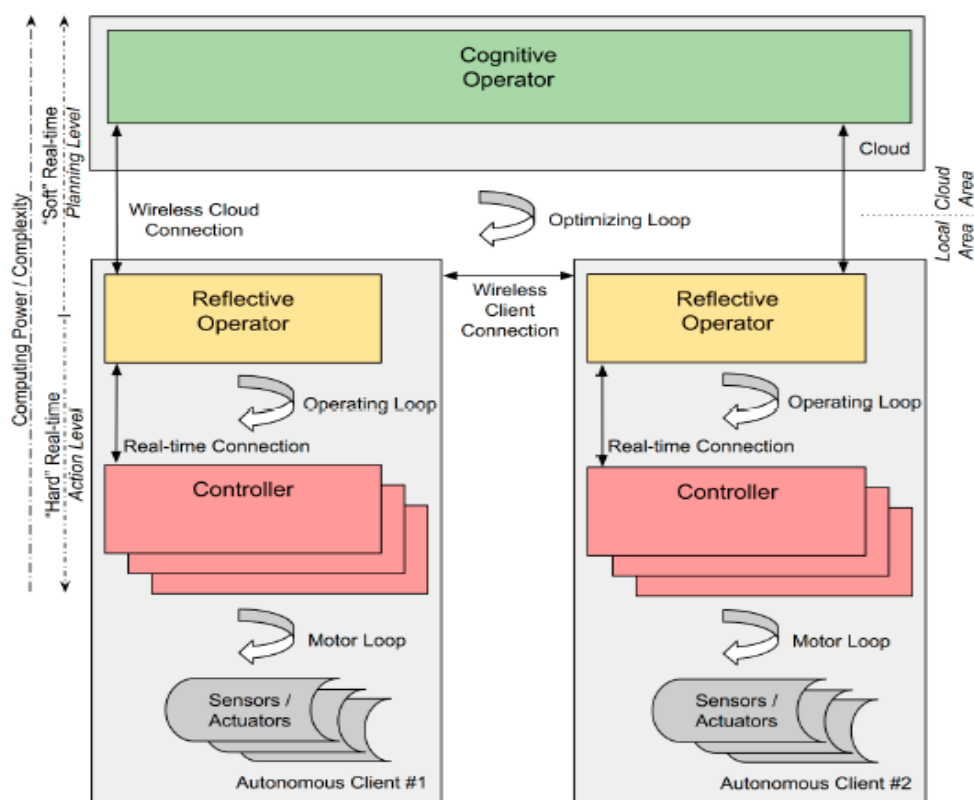 Cognitive
Operator
Cloud
Wireless Cloud
Connection
Optimizing Loop
Cloud
Area
Local
Area
Computing Power / Complexity
"Soft" Real-time
Planning Level
"Hard" Real-time
Action Level
Reflective
Operator
Wireless
Client
Connection
Reflective
Operator
Operating Loop
Real-time Connection
Operating Loop
Real-time Connection
Controller
Controller
Motor Loop
Motor Loop
Sensors /
Actuators
Sensors /
Actuators
Autonomous Client #1
Autonomous Client #2